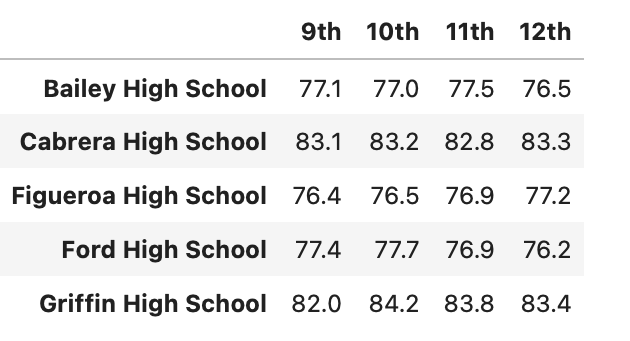 9th 10th 11th 12th
Bailey High School 77.1 77.0 77.5 76.5
Cabrera High School 83.1 83.2 82.8 83.3
Figueroa High School 76.4 76.5 76.9 77.2
Ford High School 77.4 77.7 76.9 76.2
Griffin High School 82.0 84.2 83.8 83.4